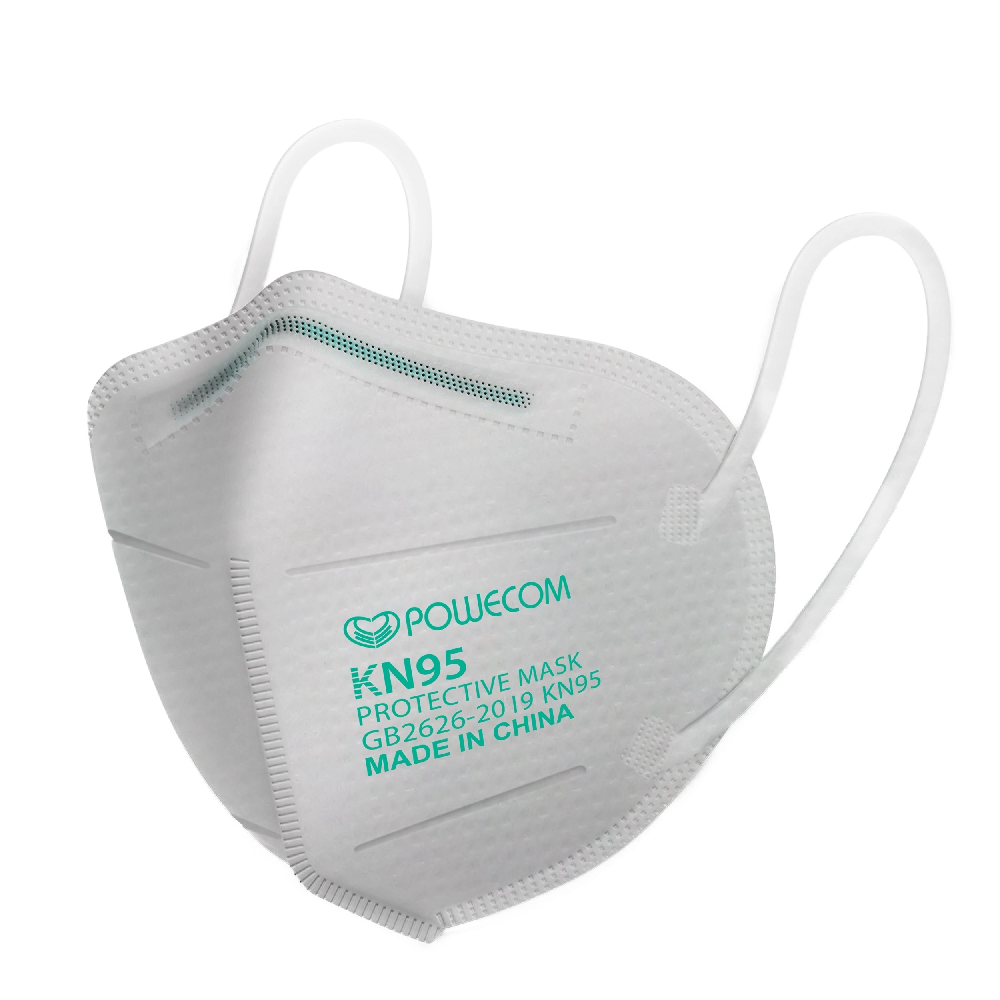 POWECOM
KN95
PROTECTIVE MASK
GB2626-2019 KN95
MADE IN CHINA